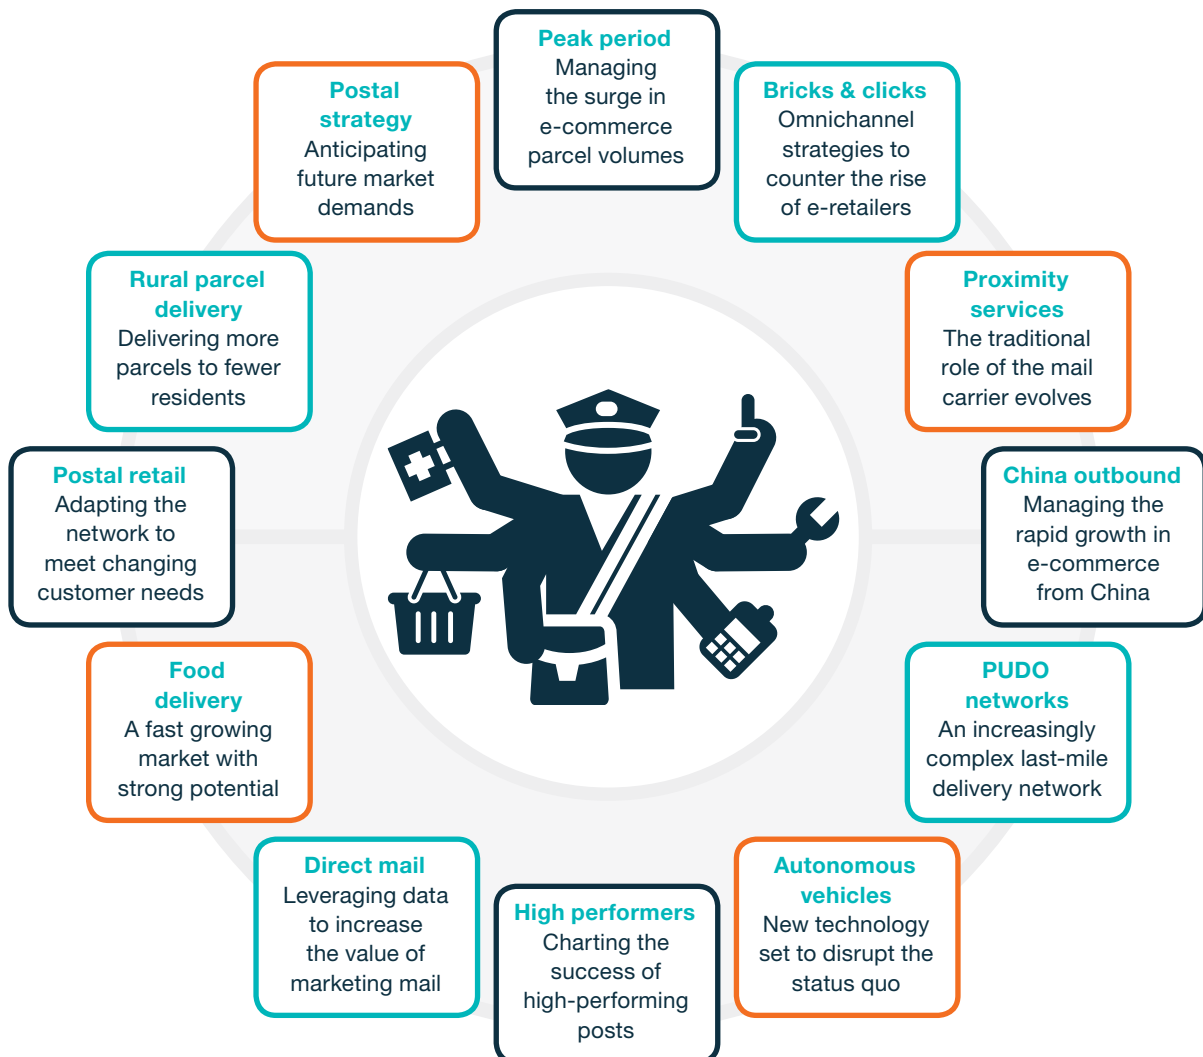 Peak period
Managing
the surge in
e-commerce
parcel volumes
Bricks & clicks
Omnichannel
strategies to
counter the rise
of e-retailers
Proximity
services
The traditional
role of the mail
carrier evolves
China outbound
Managing the
rapid growth in
e-commerce
from China
PUDO
networks
An increasingly
complex last-mile
delivery network
Autonomous
vehicles
New technology
set to disrupt the
status quo
High performers
Charting the
success of
high-performing
posts
Direct mail
Leveraging data
to increase
the value of
marketing mail
Food
delivery
A fast growing
market with
strong potential
Postal retail
Adapting the
network to
meet changing
customer needs
Rural parcel
delivery
Delivering more
parcels to fewer
residents
Postal
strategy
Anticipating
future market
demands